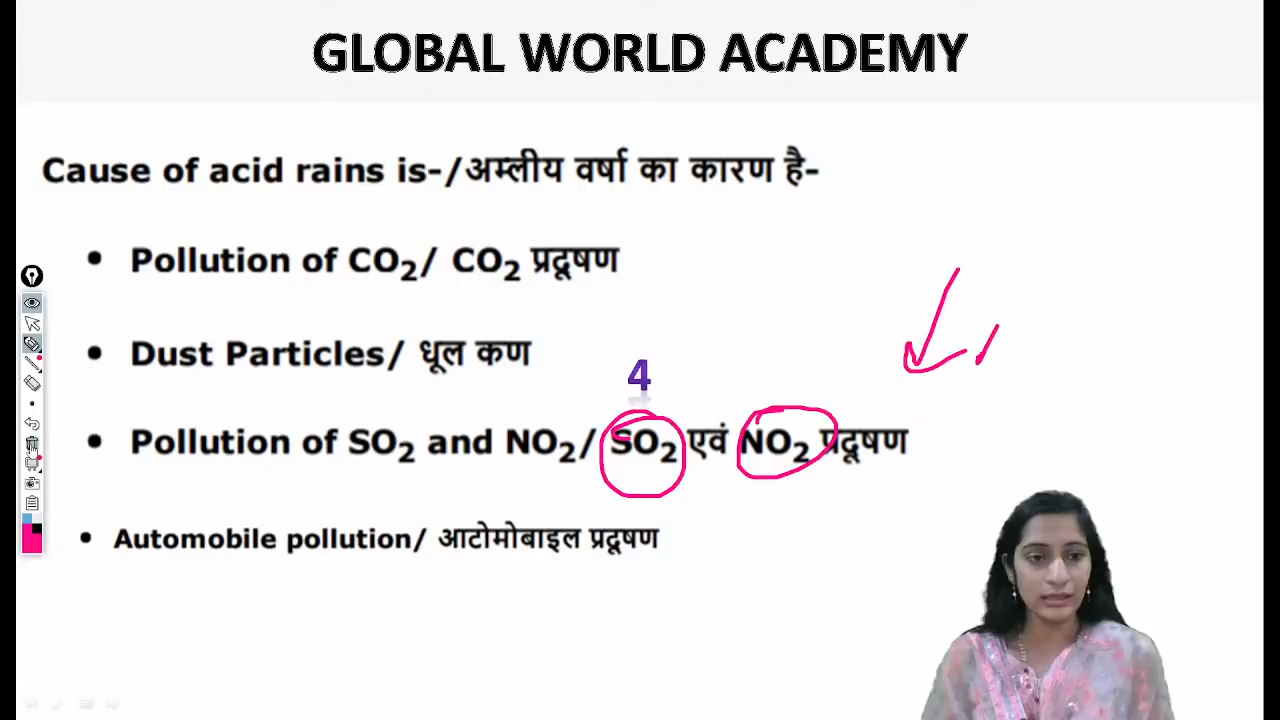 GLOBAL WORLD ACADEMY
Cause of acid rains is-/अम्लीय वर्षा का कारण है-
• Pollution of CO₂/ CO₂ प्रदूषण
• Dust Particles/ धूल कण
4
• Pollution of SO₂ and NO₂/ SO₂ एवं NO₂ प्रदूषण
• Automobile pollution/ आटोमोबाइल प्रदूषण